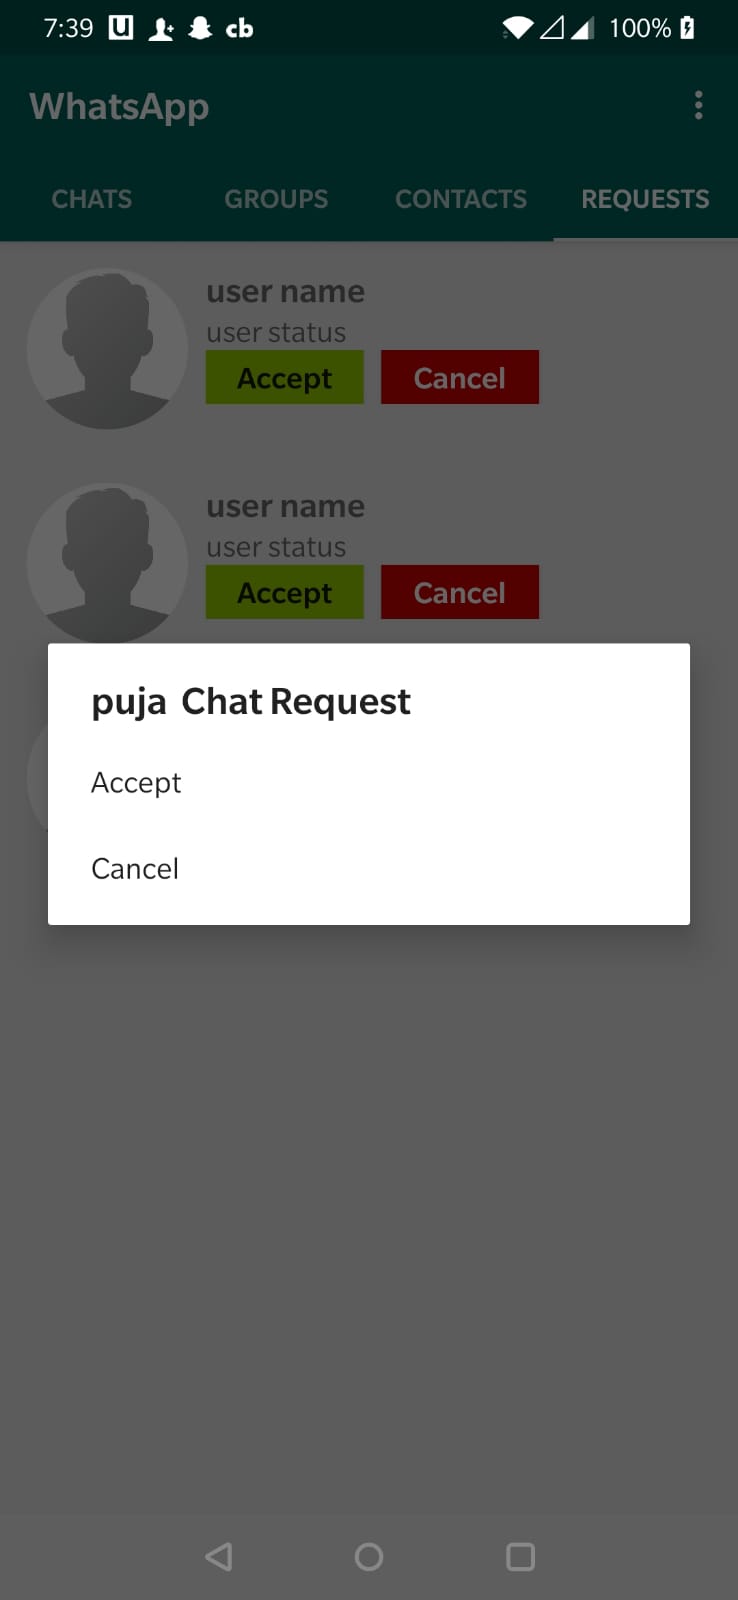 7:39 U cb 100%
WhatsApp
CHATS GROUPS CONTACTS REQUESTS
user name
user status
Accept Cancel
user name
user status
Accept Cancel
puja Chat Request
Accept
Cancel